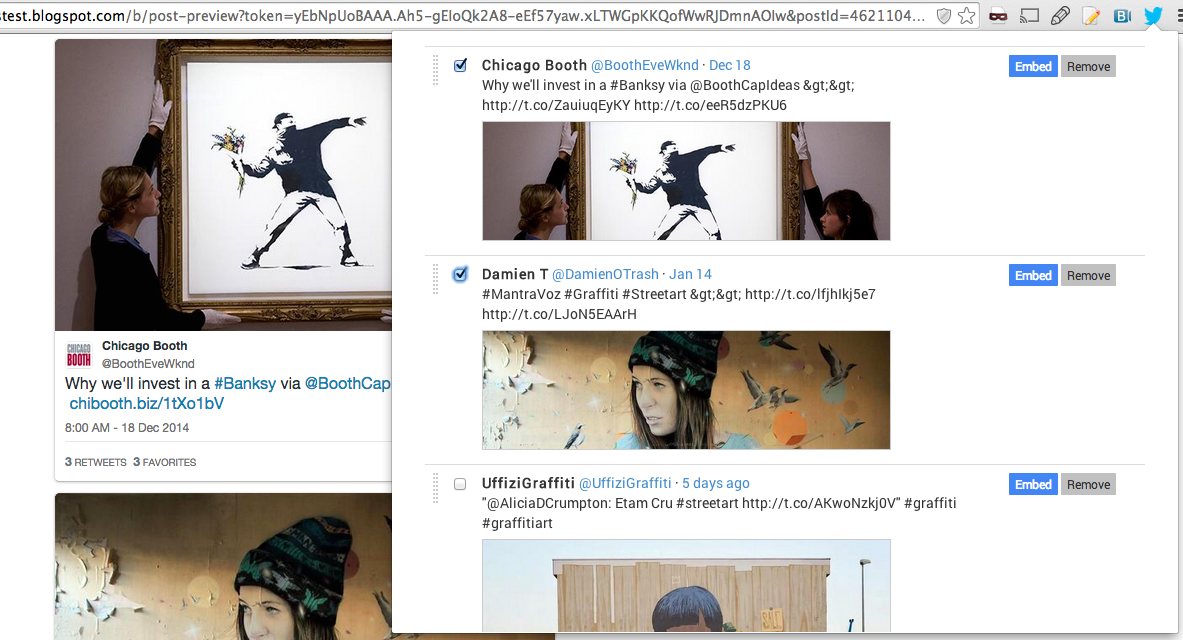 stest.blogspot.com/b/post-preview?token=yEbNpUoBAAA.Ah5-gEIoQk2A8-eEf57yaw.xLTWGpKKQofWwRJDmnAOIw&postId=4621104...
Chicago Booth
@BoothEveWknd
Why we'll invest in a #Banksy via @BoothCap
chibooth.biz/1tXo1bV
8:00 AM - 18 Dec 2014
3 RETWEETS 3 FAVORITES
CHICAGO
BOOTH
Chicago Booth @BoothEveWknd · Dec 18
Embed Remove
Why we'll invest in a #Banksy via @BoothCapIdeas &gt;&gt;
http://t.co/ZauiuqEyKY http://t.co/eeR5dzPKU6
Damien T @DamienOTrash · Jan 14
Embed Remove
#MantraVoz #Graffiti #Streetart &gt;&gt; http://t.co/lfjhIkj5e7
http://t.co/LJoN5EAArH
UffiziGraffiti @UffiziGraffiti · 5 days ago
Embed Remove
"@AliciaDCrumpton: Etam Cru #streetart http://t.co/AKwoNzkj0V" #graffiti
#graffitiart